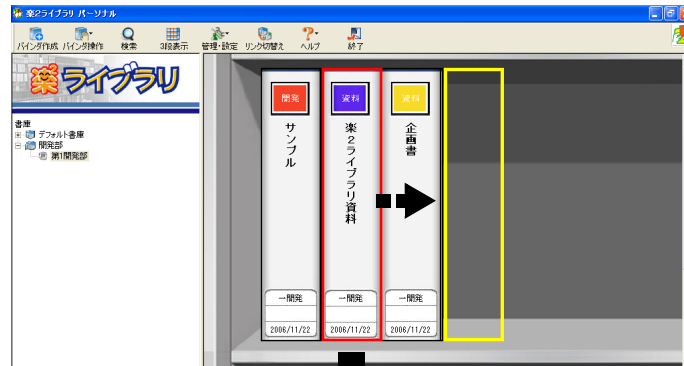 楽2ライブラリ パーソナル
バインダ作成 バインダ操作 検索 3段表示 管理・設定 リンク切替え ヘルプ 終了
楽ライブラリ
書庫
デフォルト書庫
開発部
第1開発部
開発
サンプル
一開発
2006/11/22
資料
楽2ライブラリ資料
一開発
2006/11/22
資料
企画書
一開発
2006/11/22